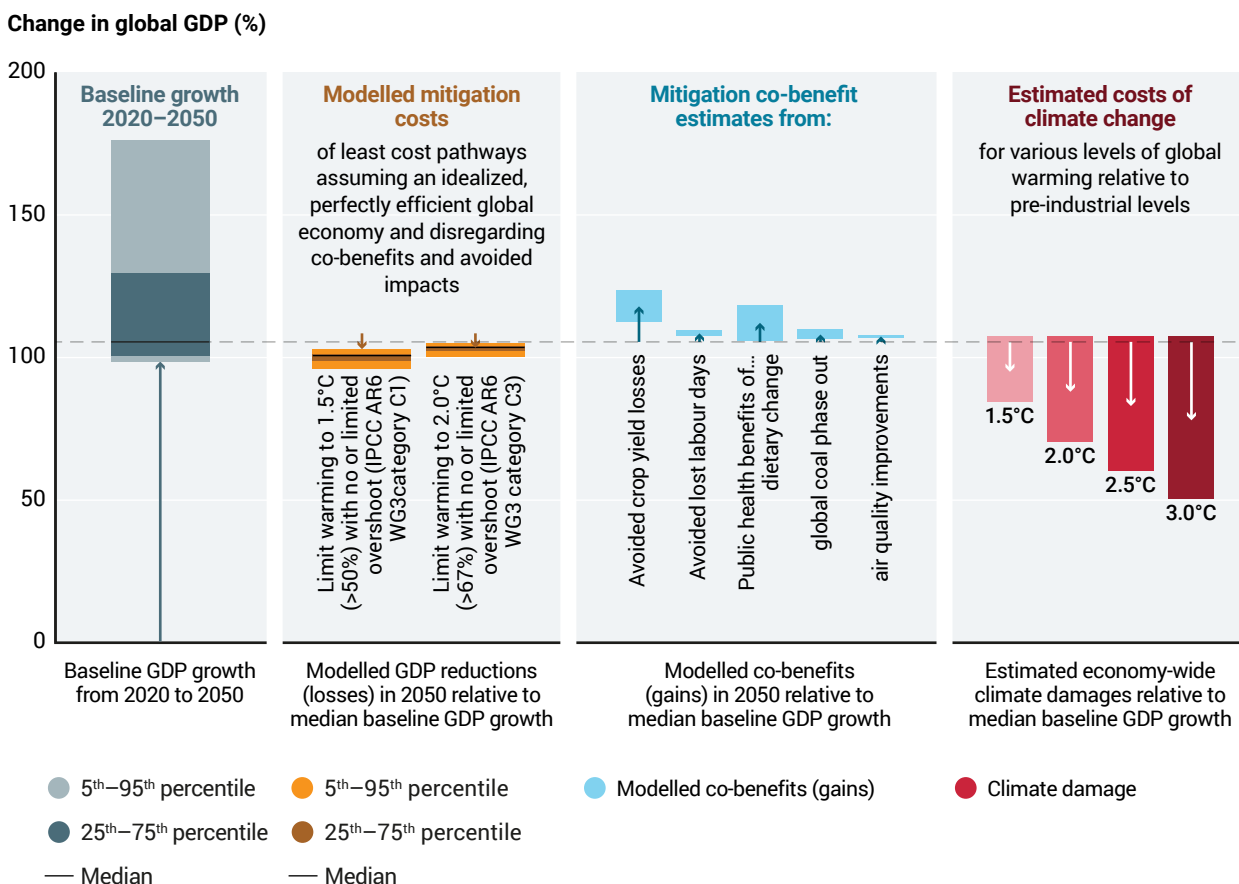 Change in global GDP (%)
200
150
100
50
0
Baseline growth
2020–2050
Modelled mitigation
costs
of least cost pathways
assuming an idealized,
perfectly efficient global
economy and disregarding
co-benefits and avoided
impacts
Limit warming to 1.5°C
(>50%) with no or limited
overshoot (IPCC AR6
WG3category C1)
Limit warming to 2.0°C
(>67%) with no or limited
overshoot (IPCC AR6
WG3 category C3)
Mitigation co-benefit
estimates from:
Avoided crop yield losses
Avoided lost labour days
Public health benefits of...
dietary change
global coal phase out
air quality improvements
Estimated costs of
climate change
for various levels of global
warming relative to
pre-industrial levels
1.5°C
2.0°C
2.5°C
3.0°C
Baseline GDP growth
from 2020 to 2050
Modelled GDP reductions
(losses) in 2050 relative to
median baseline GDP growth
Modelled co-benefits
(gains) in 2050 relative to
median baseline GDP growth
Estimated economy-wide
climate damages relative to
median baseline GDP growth
5th–95th percentile
25th–75th percentile
Median
5th–95th percentile
25th–75th percentile
Median
Modelled co-benefits (gains)
Climate damage